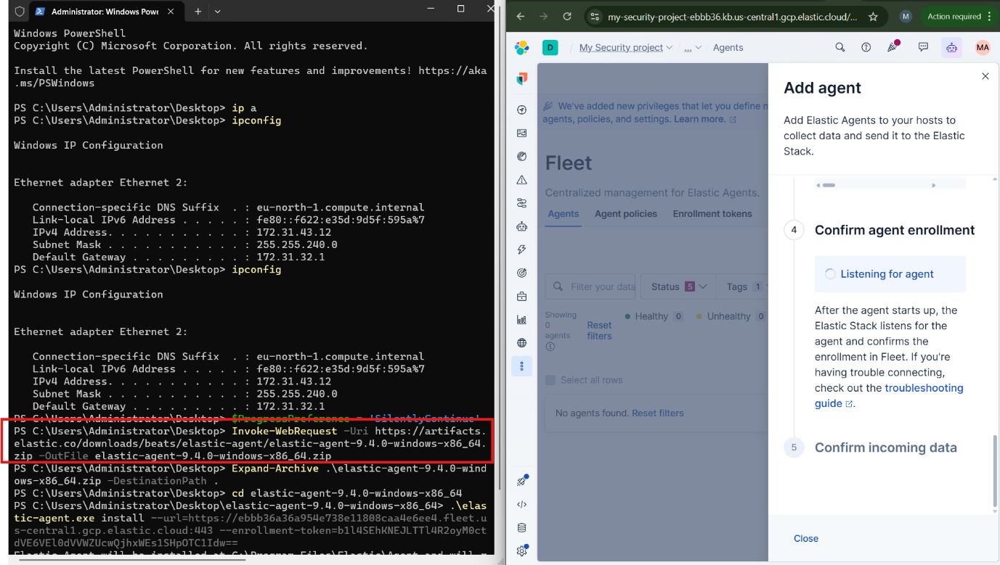 Administrator: Windows Powe
Windows PowerShell
Copyright (C) Microsoft Corporation. All rights reserved.
Install the latest PowerShell for new features and improvements! https://aka
.ms/PSWindows
PS C:\Users\Administrator\Desktop> ip a
PS C:\Users\Administrator\Desktop> ipconfig
Windows IP Configuration
Ethernet adapter Ethernet 2:
Connection-specific DNS Suffix  . : eu-north-1.compute.internal
Link-local IPv6 Address . . . . . : fe80::f622:e35d:9d5f:595a%7
IPv4 Address. . . . . . . . . . . : 172.31.43.12
Subnet Mask . . . . . . . . . . . : 255.255.240.0
Default Gateway . . . . . . . . . : 172.31.32.1
PS C:\Users\Administrator\Desktop> ipconfig
Windows IP Configuration
Ethernet adapter Ethernet 2:
Connection-specific DNS Suffix  . : eu-north-1.compute.internal
Link-local IPv6 Address . . . . . : fe80::f622:e35d:9d5f:595a%7
IPv4 Address. . . . . . . . . . . : 172.31.43.12
Subnet Mask . . . . . . . . . . . : 255.255.240.0
Default Gateway . . . . . . . . . : 172.31.32.1
PS C:\Users\Administrator\Desktop> $ProgressPreference = 'SilentlyContinue'
PS C:\Users\Administrator\Desktop> Invoke-WebRequest -Uri https://artifacts.
elastic.co/downloads/beats/elastic-agent/elastic-agent-9.4.0-windows-x86_64.
zip -OutFile elastic-agent-9.4.0-windows-x86_64.zip
PS C:\Users\Administrator\Desktop> Expand-Archive .\elastic-agent-9.4.0-wind
ows-x86_64.zip -DestinationPath .
PS C:\Users\Administrator\Desktop> cd elastic-agent-9.4.0-windows-x86_64
PS C:\Users\Administrator\Desktop\elastic-agent-9.4.0-windows-x86_64> .\elas
tic-agent.exe install --url=https://ebbb36a36a954e738e11808caa4e6ee4.fleet.u
s-central1.gcp.elastic.cloud:443 --enrollment-token=b1l4SEhKNEJLTTl4R2oyM0ct
dVE6VEl0dVVWZUcwQjhxWEs1SHpOTC1Idw==
Elastic Agent will be installed at C:\Program Files\Elastic\Agent and will r
my-security-project-ebbb36.kb.us-central1.gcp.elastic.cloud/...
M
Action required
D
My Security project
...
Agents
MA
We've added new privileges that let you define m
agents, policies, and settings. Learn more.
Fleet
Centralized management for Elastic Agents.
Agents
Agent policies
Enrollment tokens
Filter your data
Status 5
Tags 1
Showing
0
agents
Reset
filters
Healthy 0
Unhealthy 0
Select all rows
No agents found. Reset filters
Add agent
Add Elastic Agents to your hosts to
collect data and send it to the Elastic
Stack.
4
Confirm agent enrollment
Listening for agent
After the agent starts up, the
Elastic Stack listens for the
agent and confirms the
enrollment in Fleet. If you're
having trouble connecting,
check out the troubleshooting
guide.
5
Confirm incoming data
Close